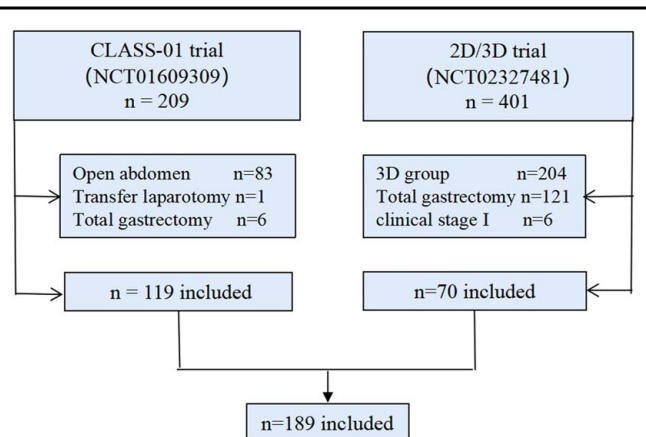 CLASS-01 trial
(NCT01609309)
n = 209
2D/3D trial
(NCT02327481)
n = 401
Open abdomen n=83
Transfer laparotomy n=1
Total gastrectomy n=6
3D group n=204
Total gastrectomy n=121
clinical stage I n=6
n = 119 included
n=70 included
n=189 included